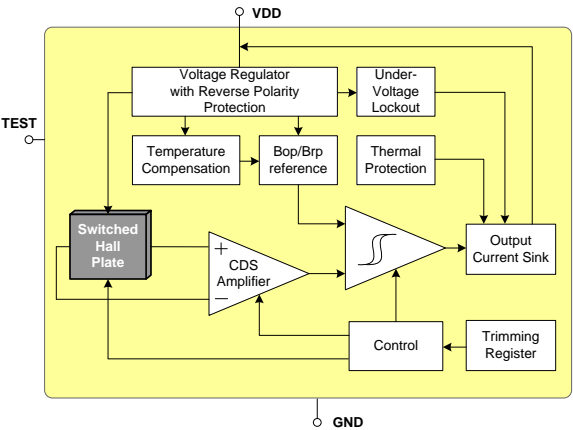 VDD
Voltage Regulator
with Reverse Polarity
Protection
Under-
Voltage
Lockout
TEST
Temperature
Compensation
Bop/Brp
reference
Thermal
Protection
Switched
Hall
Plate
+
CDS
Amplifier
−
Output
Current Sink
Control
Trimming
Register
GND